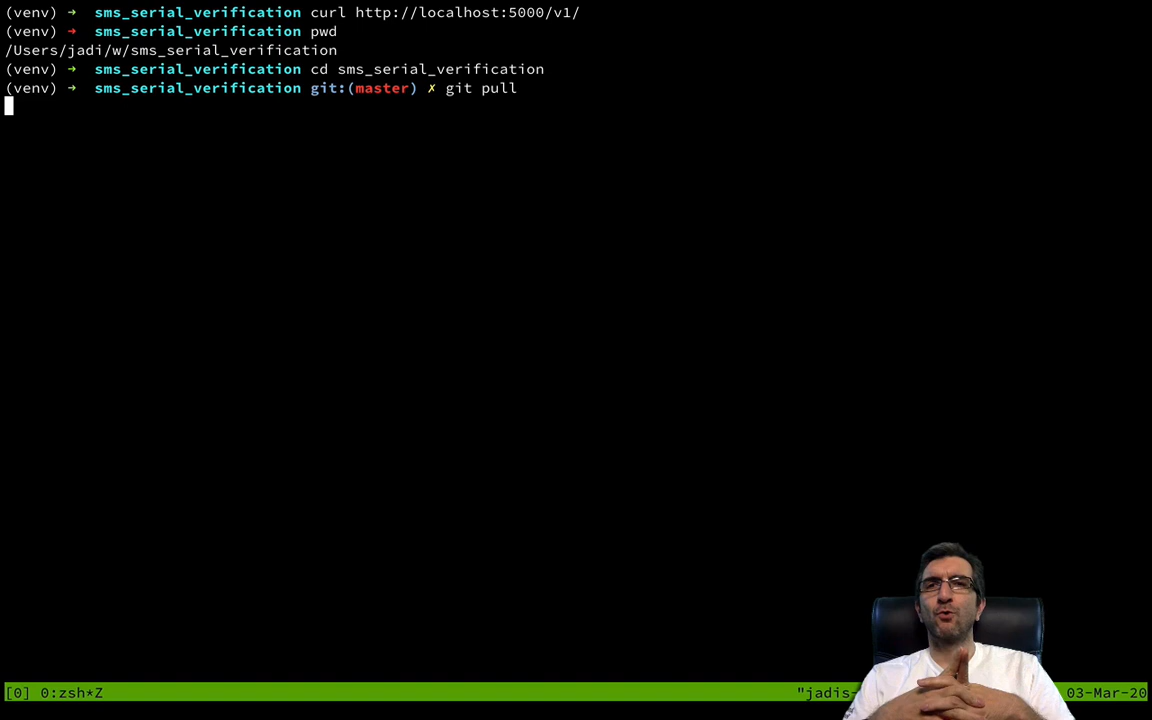 (venv) ➜  sms_serial_verification curl http://localhost:5000/v1/
(venv) ➜  sms_serial_verification pwd
/Users/jadi/w/sms_serial_verification
(venv) ➜  sms_serial_verification cd sms_serial_verification
(venv) ➜  sms_serial_verification git:(master) ✗ git pull
[0] 0:zsh*Z "jadis- 03-Mar-20